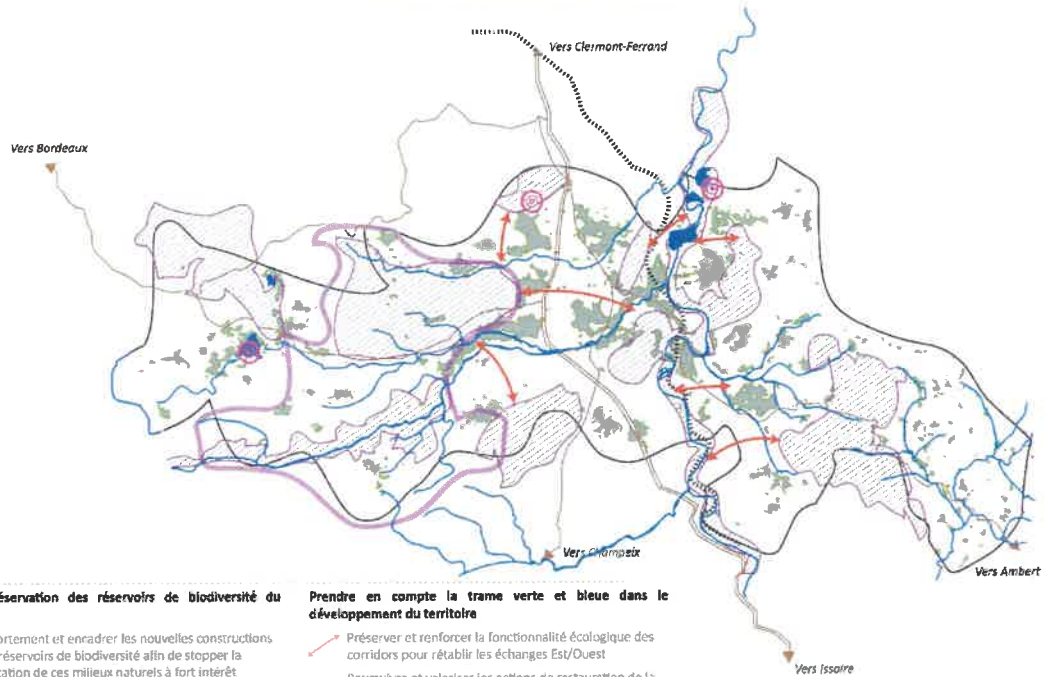 Vers Clermont-Ferrand
Vers Bordeaux
Vers Champeix
Vers Ambert
Vers Issoire
éservation des réservoirs de biodiversité du
ortement et encadrer les nouvelles constructions
réservoirs de biodiversité afin de stopper la
ation de ces milieux naturels à fort intérêt
Prendre en compte la trame verte et bleue dans le
développement du territoire
Préserver et renforcer la fonctionnalité écologique des
corridors pour rétablir les échanges Est/Ouest